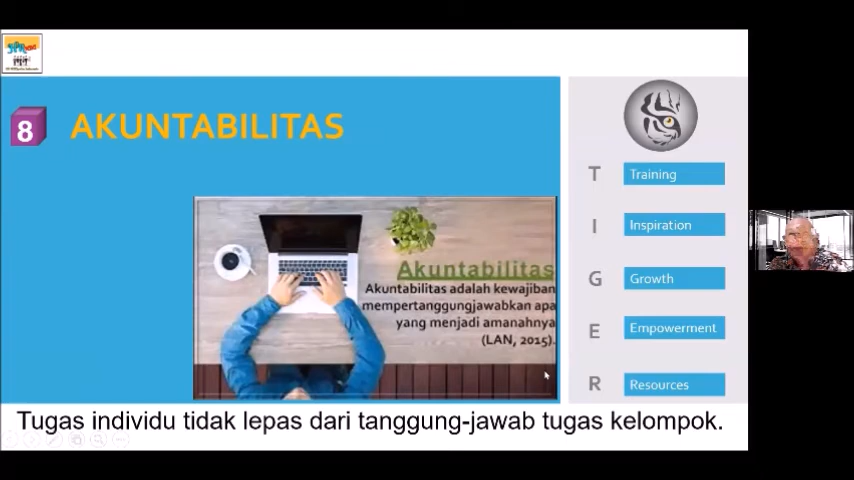 8
AKUNTABILITAS
Akuntabilitas
Akuntabilitas adalah kewajiban
mempertanggungjawabkan apa
yang menjadi amanahnya
(LAN, 2015).
T Training
I Inspiration
G Growth
E Empowerment
R Resources
Tugas individu tidak lepas dari tanggung-jawab tugas kelompok.